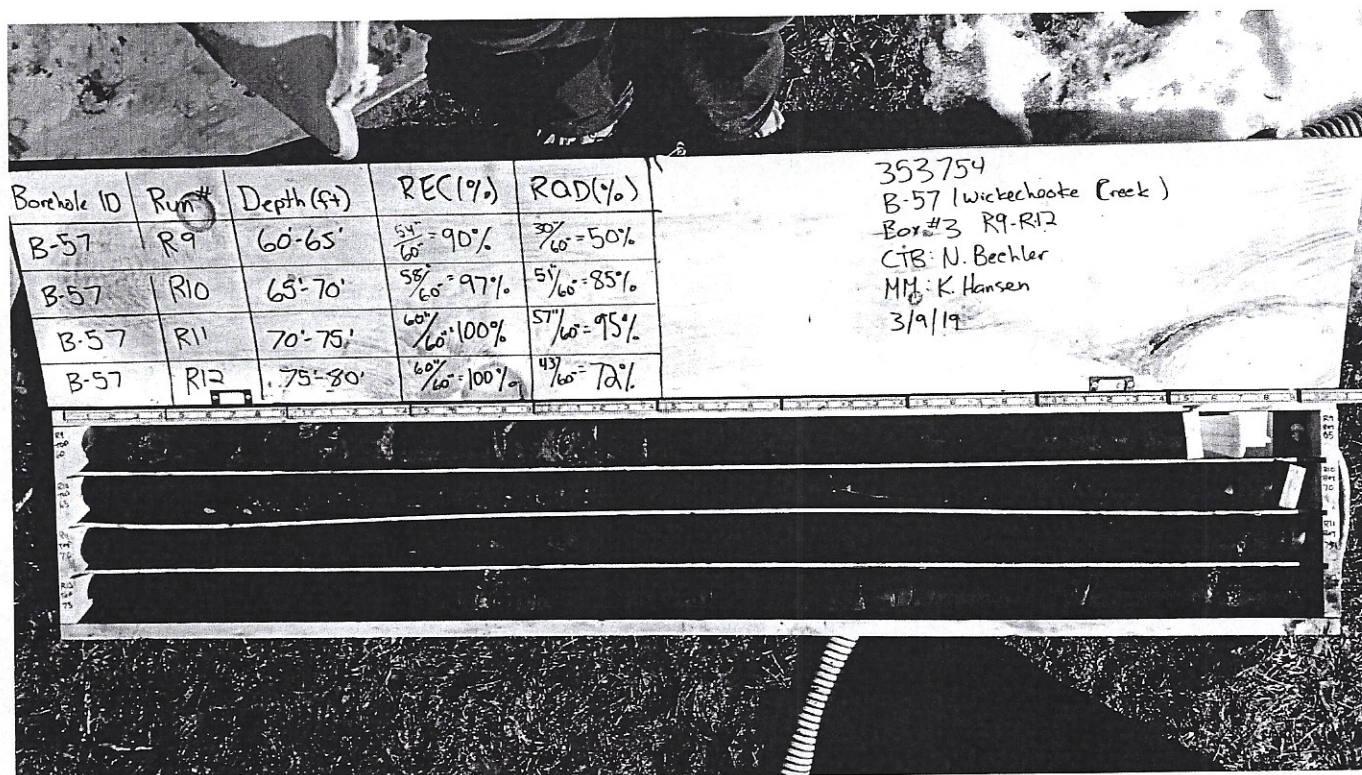 Borehole ID Run# Depth (ft) REC(%) RQD(%)
B-57 R9 60'-65' 54"/60" = 90% 30"/60" = 50%
B-57 R10 65'-70' 58"/60" = 97% 51"/60" = 85%
B-57 R11 70'-75' 60"/60" = 100% 57"/60" = 95%
B-57 R12 75'-80' 60"/60" = 100% 43"/60" = 72%
353754
B-57 (Wickechooke Creek)
Box #3 R9-R12
CTB: N. Bechler
MM: K. Hansen
3/9/19